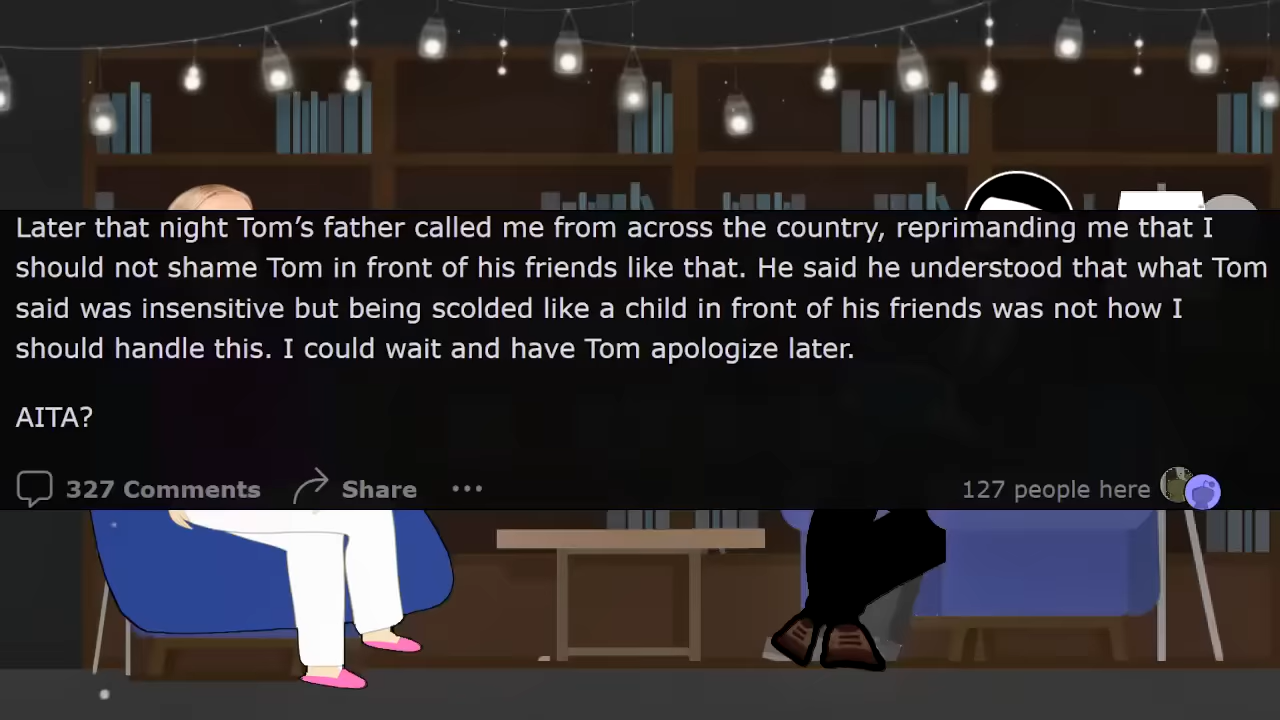 Later that night Tom’s father called me from across the country, reprimanding me that I
should not shame Tom in front of his friends like that. He said he understood that what Tom
said was insensitive but being scolded like a child in front of his friends was not how I
should handle this. I could wait and have Tom apologize later.
AITA?
327 Comments Share 127 people here